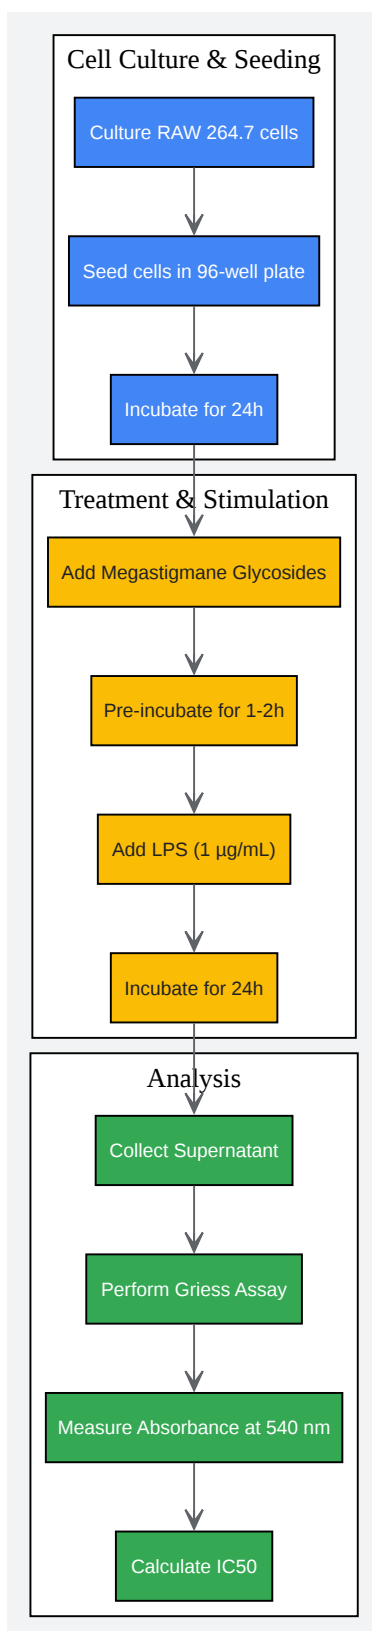 Cell Culture & Seeding
Culture RAW 264.7 cells
Seed cells in 96-well plate
Incubate for 24h
Treatment & Stimulation
Add Megastigmane Glycosides
Pre-incubate for 1-2h
Add LPS (1 µg/mL)
Incubate for 24h
Analysis
Collect Supernatant
Perform Griess Assay
Measure Absorbance at 540 nm
Calculate IC50